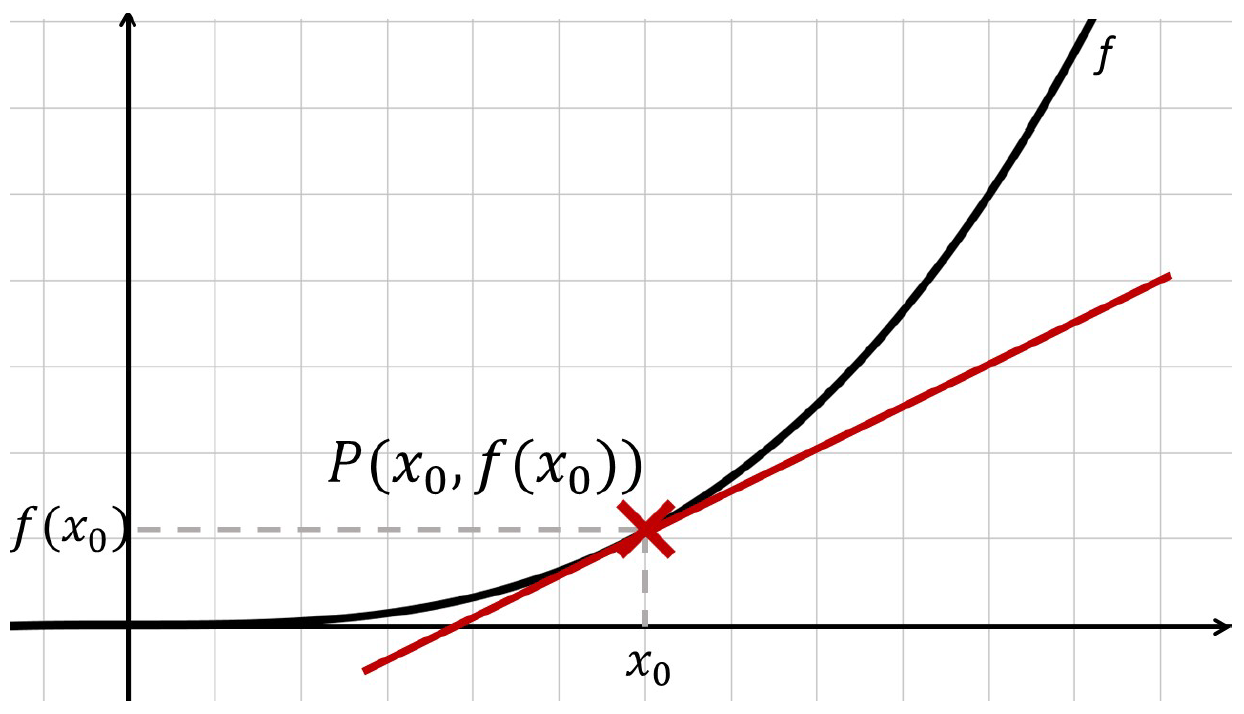 f
P(x₀, f(x₀))
f(x₀)
x₀